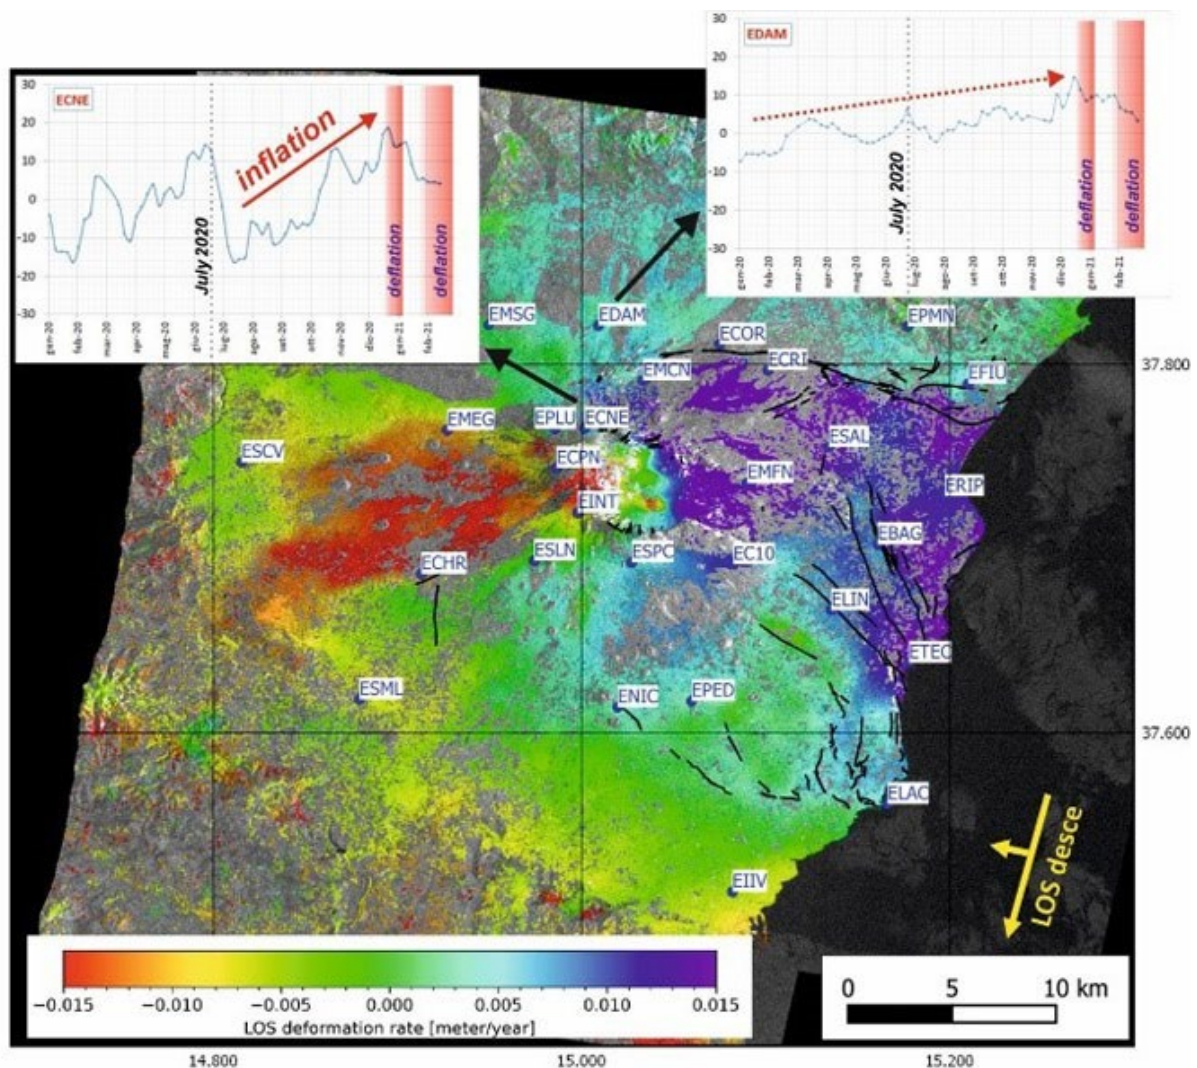 30
20
10
0
-10
-20
-30
ECNE
inflation
July 2020
deflation
deflation
gen-20
feb-20
mar-20
apr-20
mag-20
giu-20
lug-20
ago-20
set-20
ott-20
nov-20
dic-20
gen-21
feb-21
30
20
10
0
-10
-20
-30
EDAM
July 2020
deflation
deflation
gen-20
feb-20
mar-20
apr-20
mag-20
giu-20
lug-20
ago-20
set-20
ott-20
nov-20
dic-20
gen-21
feb-21
EMSG
EDAM
EPMN
ECOR
ECRI
EMCN
EFIU
37.800
EMEG
EPLU
ECNE
ESAL
ESCV
ECPN
EMFN
ERIP
EINT
EBAG
ECHR
ESLN
ESPC
EC10
ELIN
ETEC
ESML
ENIC
EPED
37.600
ELAC
EIIV
LOS desce
−0.015
−0.010
−0.005
0.000
0.005
0.010
0.015
LOS deformation rate [meter/year]
0
5
10 km
14.800
15.000
15.200